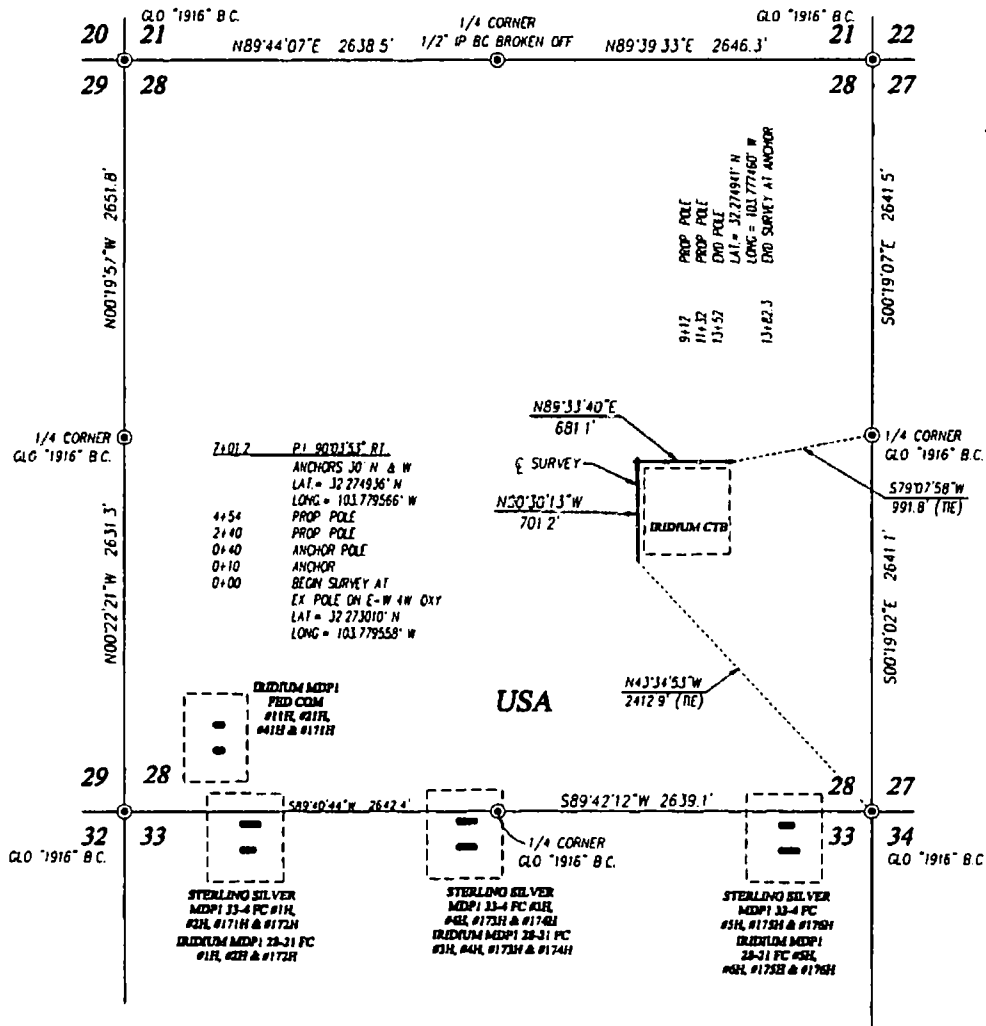 GLO "1916" B.C.
20 21
N89°44'07"E 2638.5'
1/4 CORNER
1/2" IP BC BROKEN OFF
N89°39'33"E 2646.3'
GLO "1916" B.C.
21 22
29 28
28 27
N00°19'57"W 2651.8'
S00°19'07"E 2641.5'
9+12 PROP POLE
11+32 PROP POLE
13+52 END POLE
LAT.= 32.274941° N
LONG = 103.777460° W
13+82.3 END SURVEY AT ANCHOR
1/4 CORNER
GLO "1916" B.C.
1/4 CORNER
GLO "1916" B.C.
N89°33'40"E
681.1'
℄ SURVEY
N00°30'13"W
701.2'
IRIDIUM CTB
S79°07'58"W
991.8' (TIE)
7+01.2 P.I. 90°03'53" RT.
ANCHORS 30' N & W
LAT.= 32.274936° N
LONG = 103.779566° W
4+54 PROP POLE
2+40 PROP POLE
0+40 ANCHOR POLE
0+10 ANCHOR
0+00 BEGIN SURVEY AT
EX POLE ON E-W 4W OXY
LAT = 32.273010° N
LONG = 103.779558° W
N00°22'21"W 2631.3'
S00°19'02"E 2641.1'
N43°34'53"W
2412.9' (TIE)
USA
IRIDIUM MDP1
FED COM
#11H, #21H,
#41H & #171H
29 28
28 27
S89°40'44"W 2642.4'
S89°42'12"W 2639.1'
32 33
33 34
GLO "1916" B.C.
1/4 CORNER
GLO "1916" B.C.
GLO "1916" B.C.
STERLING SILVER
MDP1 33-4 FC #1H,
#2H, #171H & #172H
IRIDIUM MDP1 28-21 FC
#1H, #2H & #172H
STERLING SILVER
MDP1 33-4 FC #3H,
#4H, #173H & #174H
IRIDIUM MDP1 28-21 FC
#3H, #4H, #173H & #174H
STERLING SILVER
MDP1 33-4 FC
#5H, #175H & #176H
IRIDIUM MDP1
28-21 FC #5H,
#6H, #175H & #176H